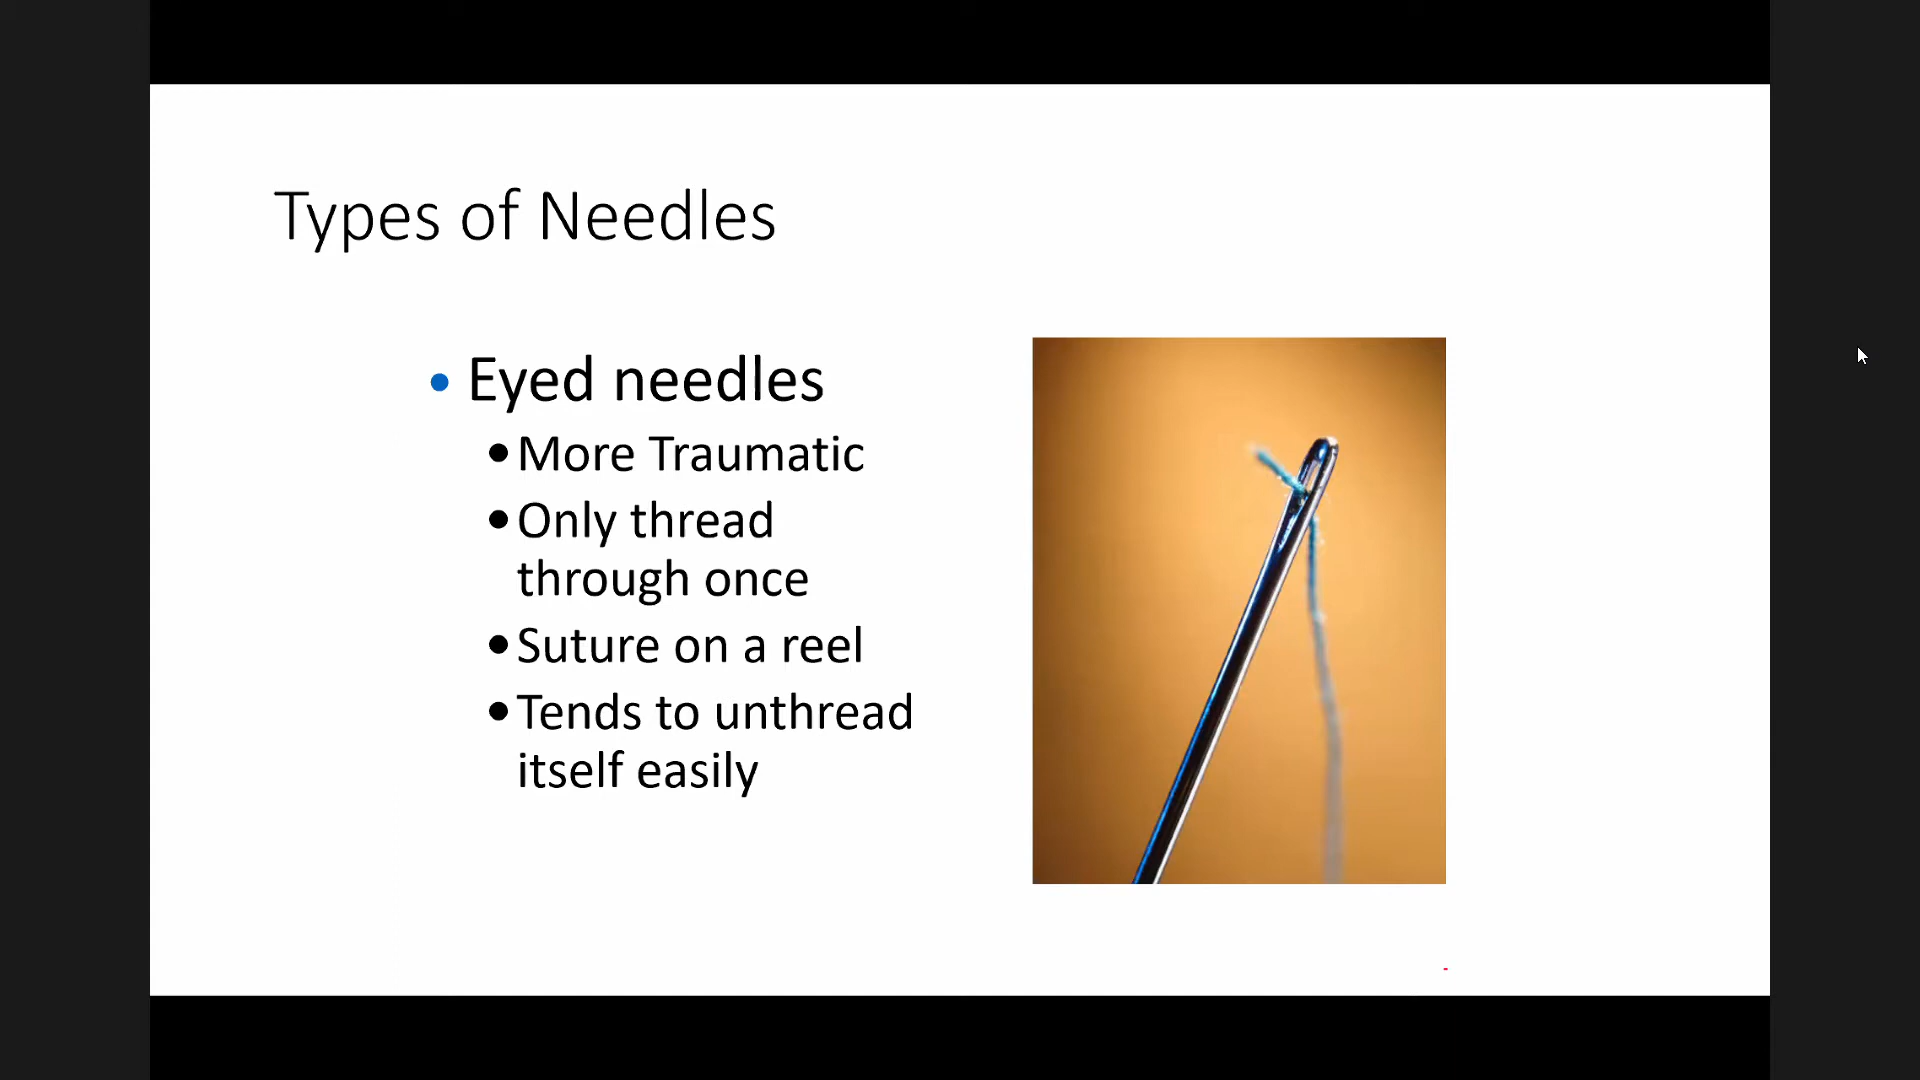 Types of Needles
• Eyed needles
• More Traumatic
• Only thread
through once
• Suture on a reel
• Tends to unthread
itself easily